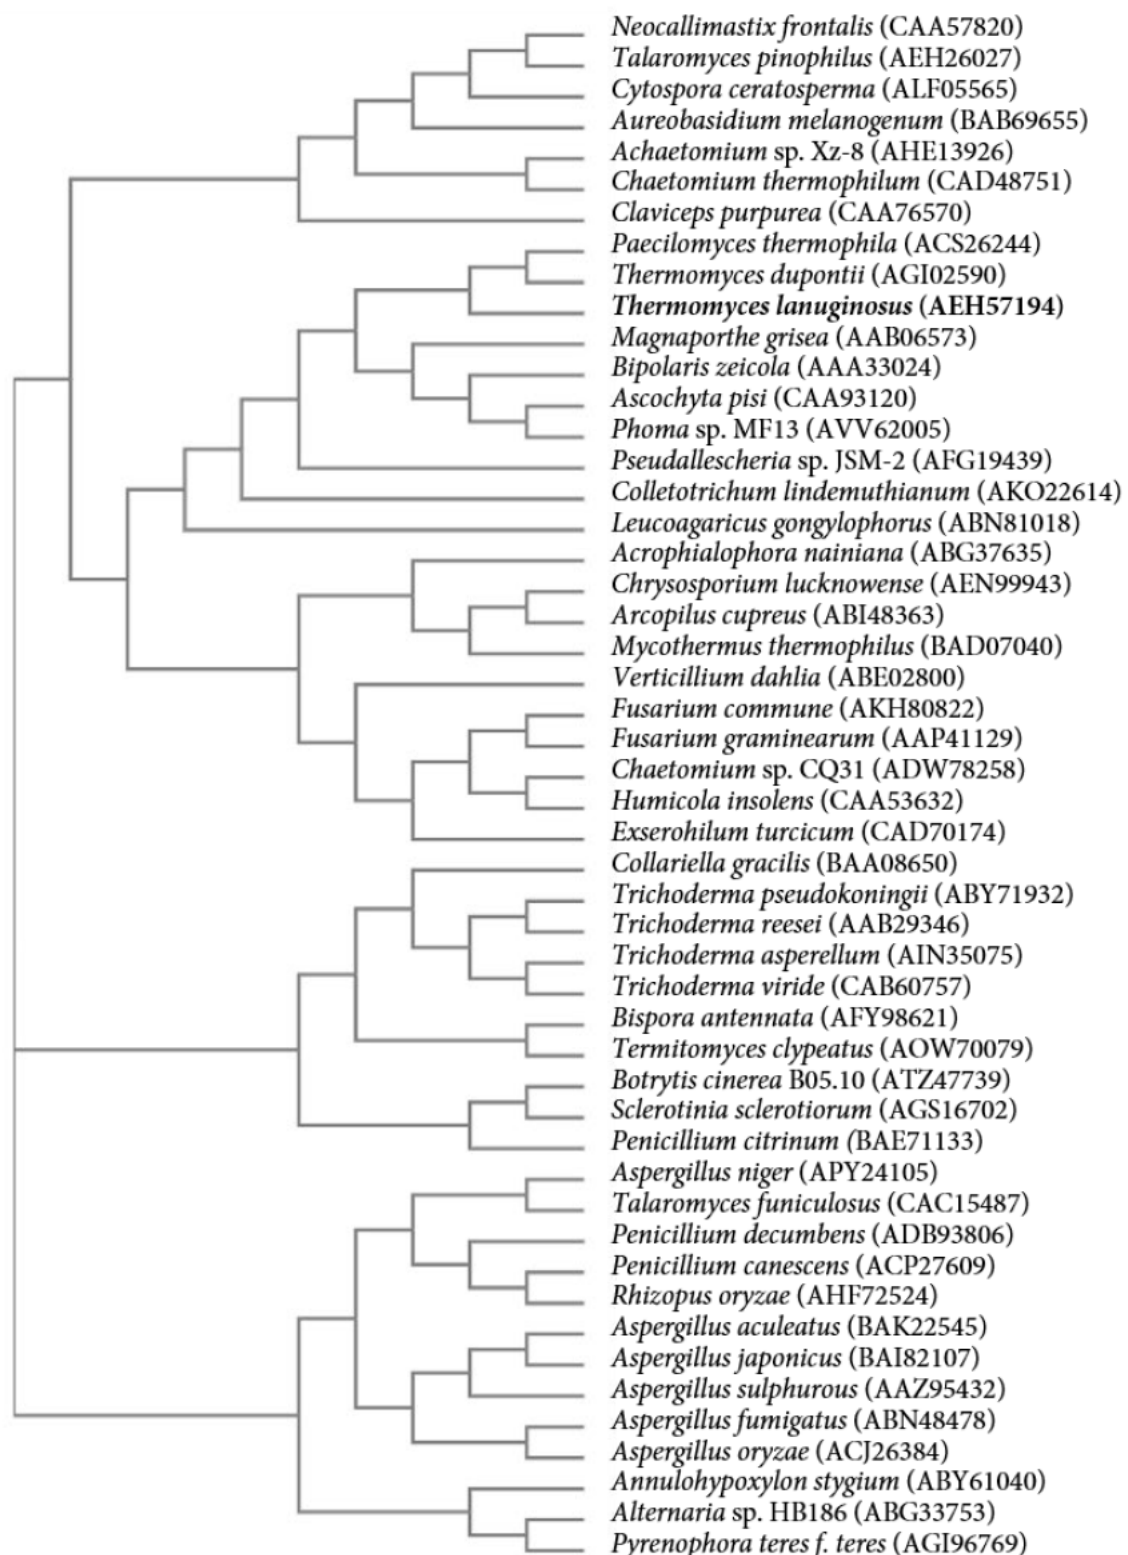 Neocallimastix frontalis (CAA57820)
Talaromyces pinophilus (AEH26027)
Cytospora ceratosperma (ALF05565)
Aureobasidium melanogenum (BAB69655)
Achaetomium sp. Xz-8 (AHE13926)
Chaetomium thermophilum (CAD48751)
Claviceps purpurea (CAA76570)
Paecilomyces thermophila (ACS26244)
Thermomyces dupontii (AGI02590)
Thermomyces lanuginosus (AEH57194)
Magnaporthe grisea (AAB06573)
Bipolaris zeicola (AAA33024)
Ascochyta pisi (CAA93120)
Phoma sp. MF13 (AVV62005)
Pseudallescheria sp. JSM-2 (AFG19439)
Colletotrichum lindemuthianum (AKO22614)
Leucoagaricus gongylophorus (ABN81018)
Acrophialophora nainiana (ABG37635)
Chrysosporium lucknowense (AEN99943)
Arcopilus cupreus (ABI48363)
Mycothermus thermophilus (BAD07040)
Verticillium dahlia (ABE02800)
Fusarium commune (AKH80822)
Fusarium graminearum (AAP41129)
Chaetomium sp. CQ31 (ADW78258)
Humicola insolens (CAA53632)
Exserohilum turcicum (CAD70174)
Collariella gracilis (BAA08650)
Trichoderma pseudokoningii (ABY71932)
Trichoderma reesei (AAB29346)
Trichoderma asperellum (AIN35075)
Trichoderma viride (CAB60757)
Bispora antennata (AFY98621)
Termitomyces clypeatus (AOW70079)
Botrytis cinerea B05.10 (ATZ47739)
Sclerotinia sclerotiorum (AGS16702)
Penicillium citrinum (BAE71133)
Aspergillus niger (APY24105)
Talaromyces funiculosus (CAC15487)
Penicillium decumbens (ADB93806)
Penicillium canescens (ACP27609)
Rhizopus oryzae (AHF72524)
Aspergillus aculeatus (BAK22545)
Aspergillus japonicus (BAI82107)
Aspergillus sulphurous (AAZ95432)
Aspergillus fumigatus (ABN48478)
Aspergillus oryzae (ACJ26384)
Annulohypoxylon stygium (ABY61040)
Alternaria sp. HB186 (ABG33753)
Pyrenophora teres f. teres (AGI96769)